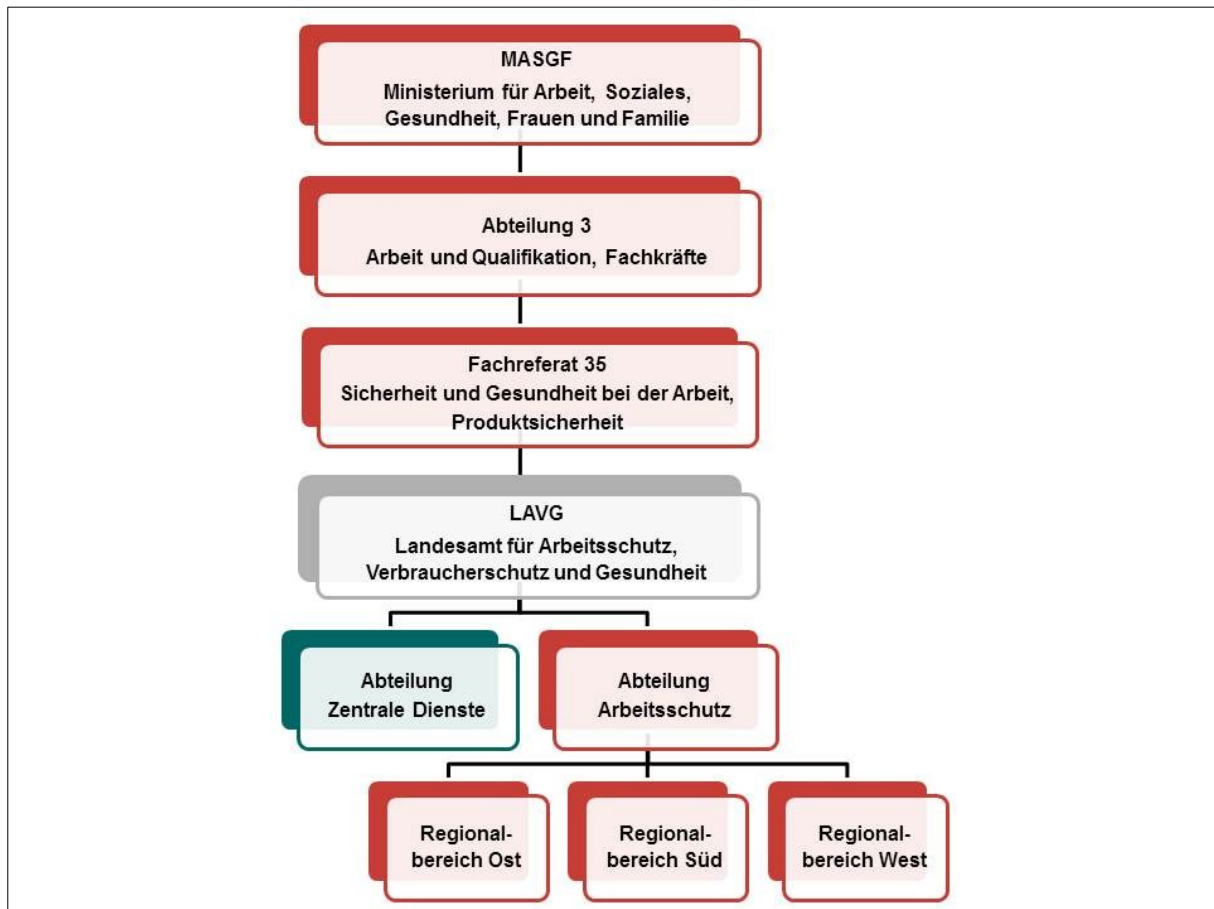 MASGF
Ministerium für Arbeit, Soziales,
Gesundheit, Frauen und Familie
Abteilung 3
Arbeit und Qualifikation, Fachkräfte
Fachreferat 35
Sicherheit und Gesundheit bei der Arbeit,
Produktsicherheit
LAVG
Landesamt für Arbeitsschutz,
Verbraucherschutz und Gesundheit
Abteilung
Zentrale Dienste
Abteilung
Arbeitsschutz
Regional-
bereich Ost
Regional-
bereich Süd
Regional-
bereich West